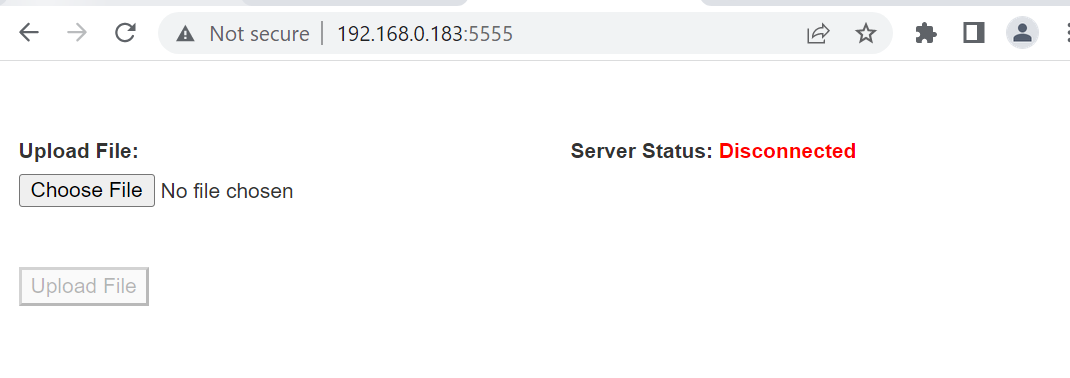 Not secure | 192.168.0.183:5555
Upload File:
Server Status: Disconnected
Choose File No file chosen
Upload File